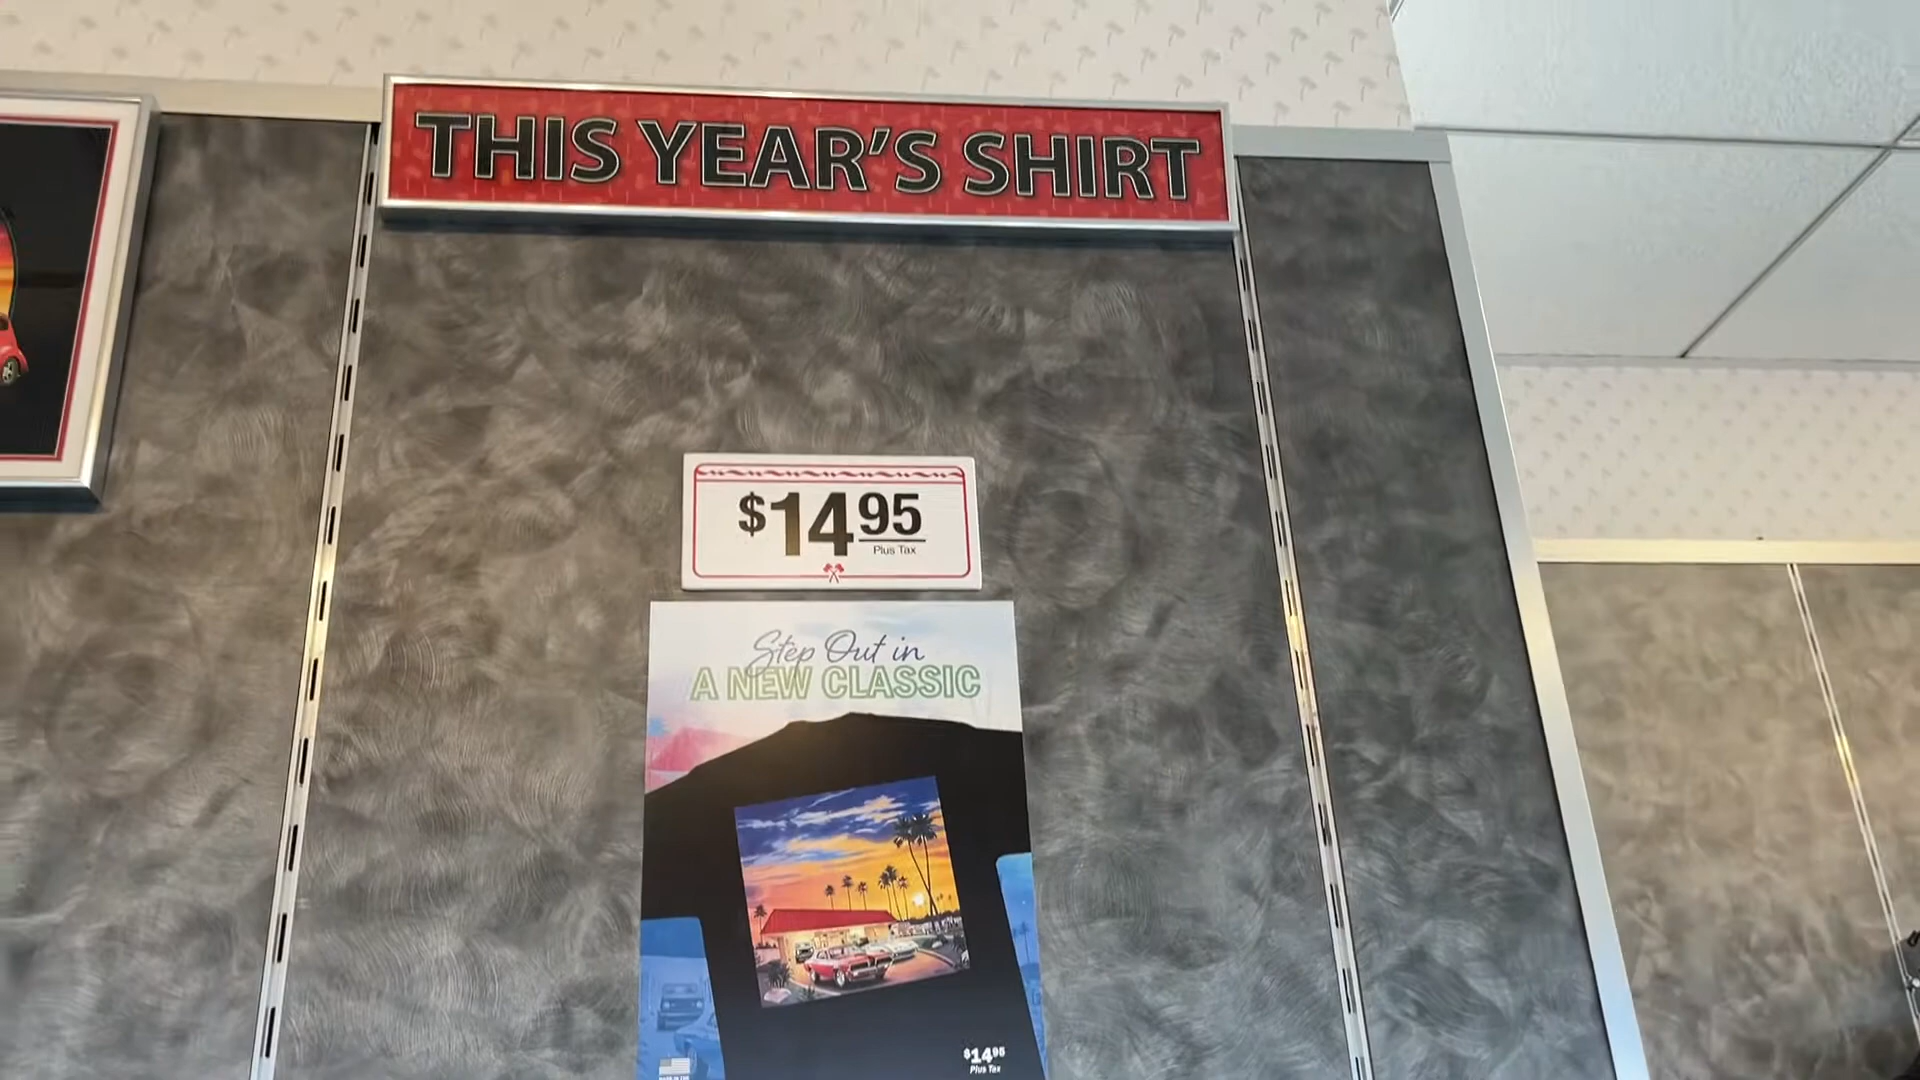 THIS YEAR'S SHIRT
$14 95
Plus Tax
Step Out in
A NEW CLASSIC
$14 95
Plus Tax